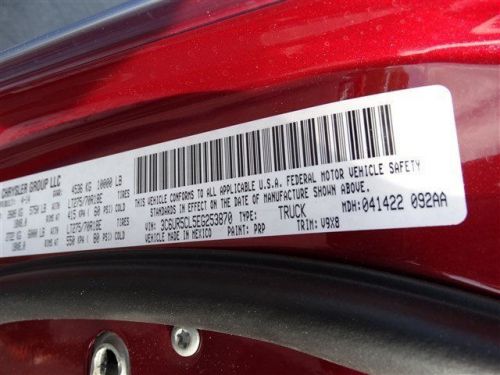 CHRYSLER GROUP LLC
4-14
4536 KG 10000 LB
LT275/70R18E
415 KPA ( 60 PSI) COLD
LT275/70R18E
550 KPA ( 80 PSI) COLD
THIS VEHICLE CONFORMS TO ALL APPLICABLE U.S.A. FEDERAL MOTOR VEHICLE SAFETY
STANDARDS IN EFFECT ON THE DATE OF MANUFACTURE SHOWN ABOVE.
VIN: 3C6UR5CL5EG253870 TYPE: TRUCK MDH: 041422 092AA
VEHICLE MADE IN MEXICO PAINT: PRP TRIM: V9X8